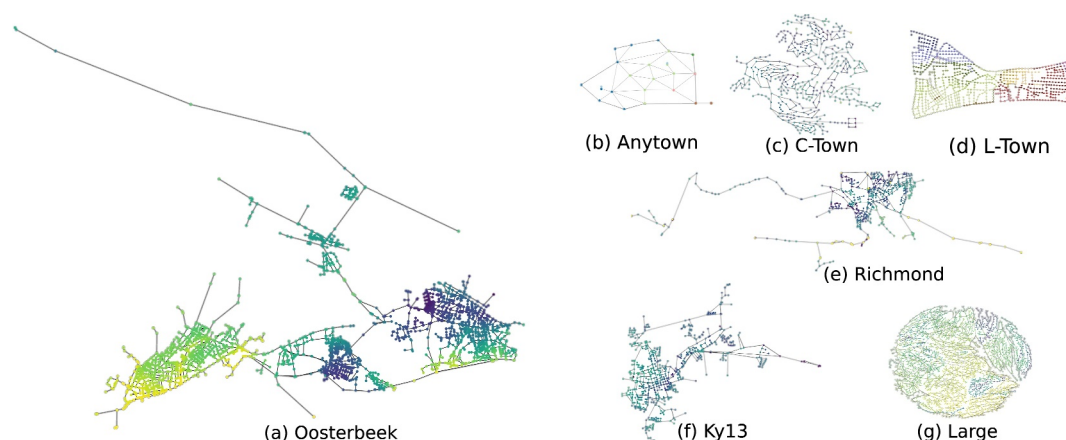 (a) Oosterbeek
(b) Anytown
(c) C-Town
(d) L-Town
(e) Richmond
(f) Ky13
(g) Large